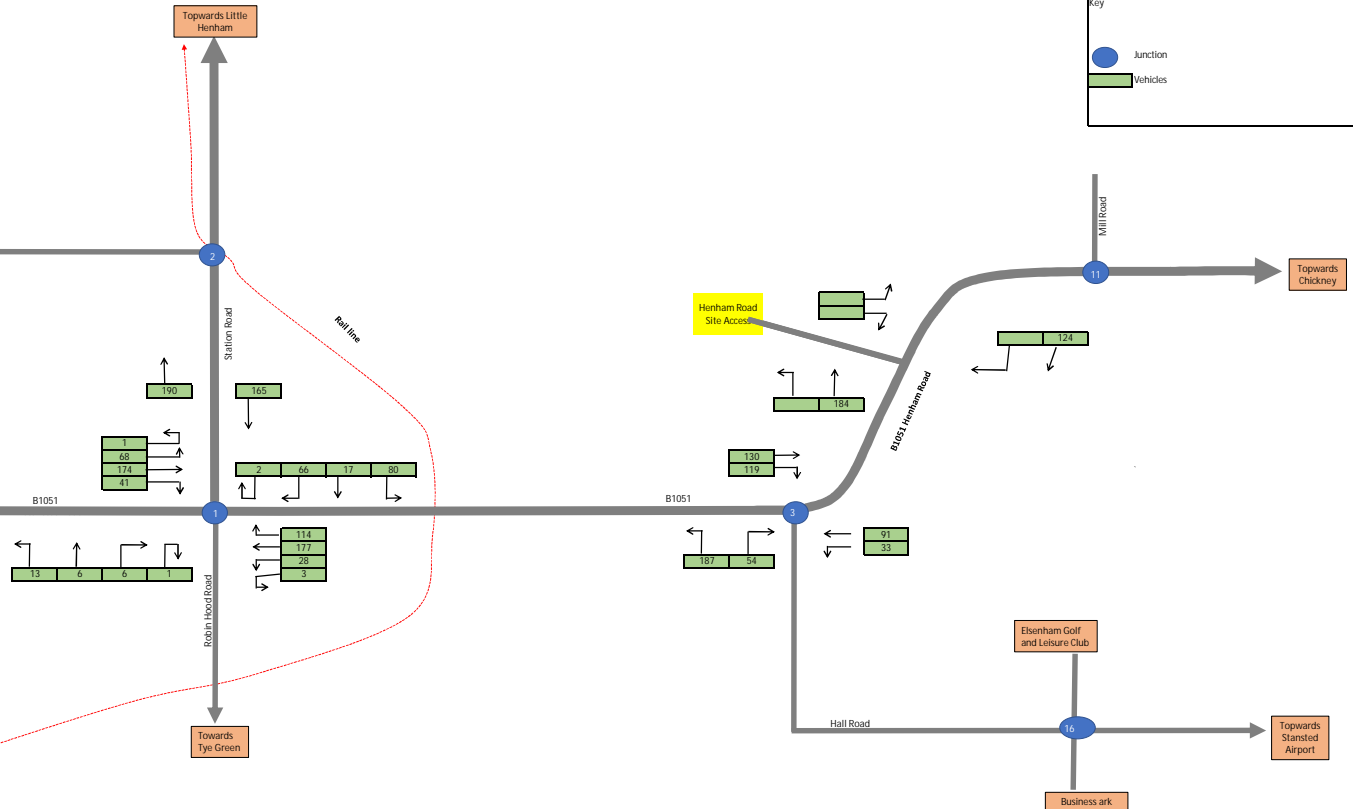 Key
Topwards Little
Henham
Junction
Vehicles
Mill Road
2
11
Topwards
Chickney
Henham Road
Site Access
Station Road
Rail line
124
190
165
184
B1051 Henham Road
1
68
174
41
2 66 17 80
130
119
B1051
B1051
1
3
114
177
28
3
91
33
187 54
13 6 6 1
Robin Hood Road
Elsenham Golf
and Leisure Club
Towards
Tye Green
Hall Road
16
Topwards
Stansted
Airport
Business ark